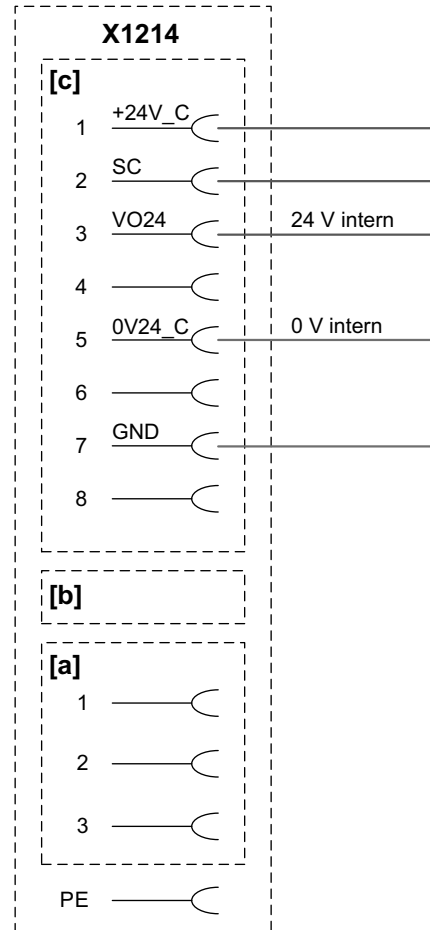 X1214
[c]
1 +24V_C
2 SC
3 VO24 24 V intern
4
5 0V24_C 0 V intern
6
7 GND
8
[b]
[a]
1
2
3
PE